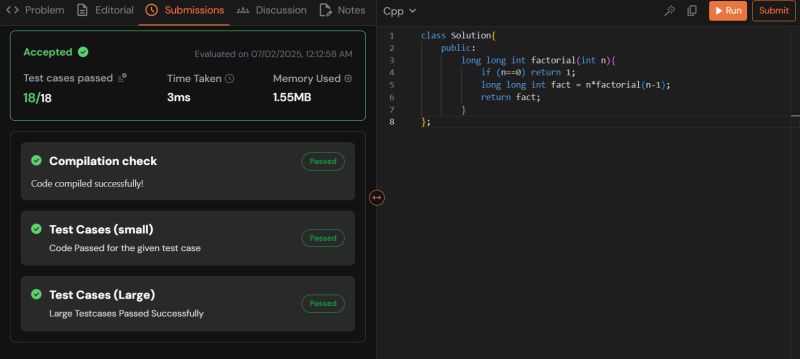 Problem Editorial Submissions Discussion Notes
Accepted
Evaluated on 07/02/2025, 12:12:58 AM
Test cases passed
18/18
Time Taken
3ms
Memory Used
1.55MB
Compilation check
Code compiled successfully!
Passed
Test Cases (small)
Code Passed for the given test case
Passed
Test Cases (Large)
Large Testcases Passed Successfully
Passed
Cpp Run Submit
1 class Solution{
2 public:
3 long long int factorial(int n){
4 if (n==0) return 1;
5 long long int fact = n*factorial(n-1);
6 return fact;
7 }
8 };